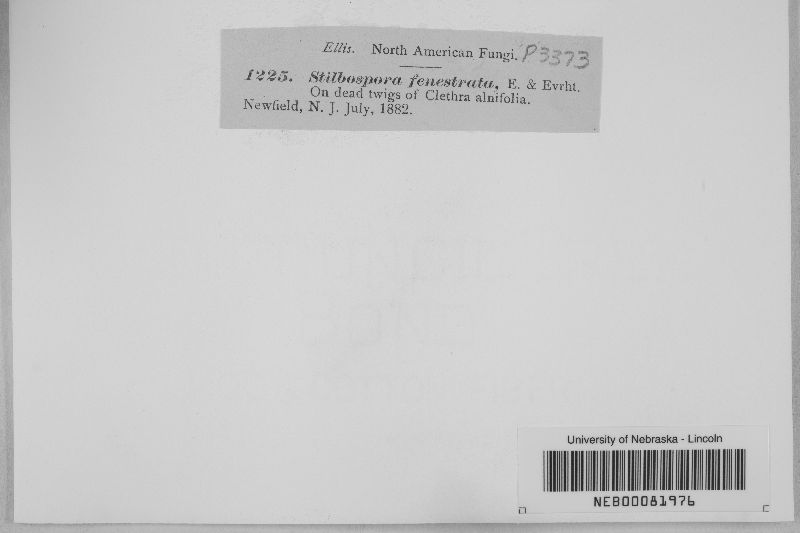 Ellis. North American Fungi. P3373
1225. Stilbospora fenestrata, E. & Evrht.
On dead twigs of Clethra alnifolia.
Newfield, N. J. July, 1882.
University of Nebraska - Lincoln
NEB00081976